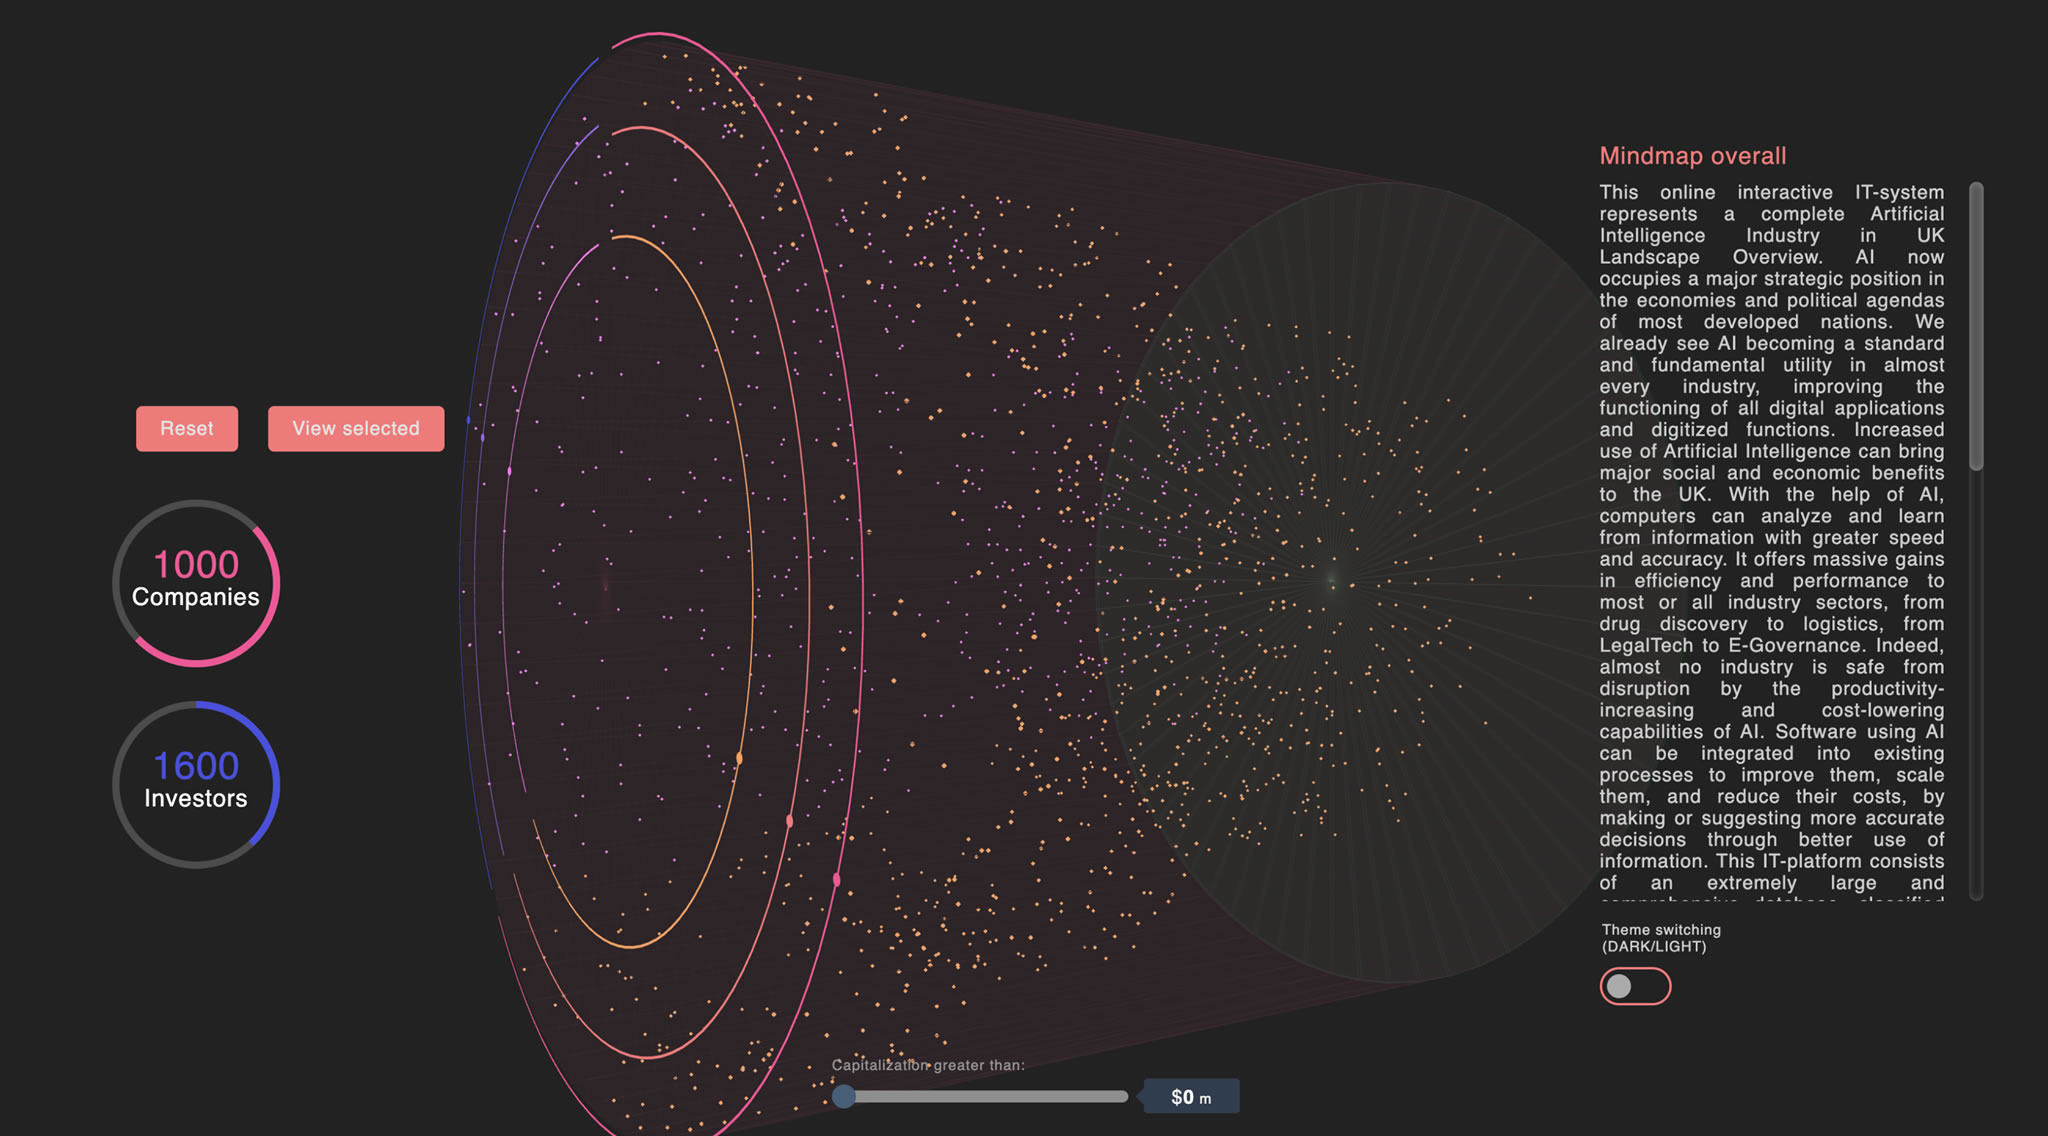 Reset
View selected
1000
Companies
1600
Investors
Mindmap overall
This online interactive IT-system
represents a complete Artificial
Intelligence Industry in UK
Landscape Overview. AI now
occupies a major strategic position in
the economies and political agendas
of most developed nations. We
already see AI becoming a standard
and fundamental utility in almost
every industry, improving the
functioning of all digital applications
and digitized functions. Increased
use of Artificial Intelligence can bring
major social and economic benefits
to the UK. With the help of AI,
computers can analyze and learn
from information with greater speed
and accuracy. It offers massive gains
in efficiency and performance to
most or all industry sectors, from
drug discovery to logistics, from
LegalTech to E-Governance. Indeed,
almost no industry is safe from
disruption by the productivity-
increasing and cost-lowering
capabilities of AI. Software using AI
can be integrated into existing
processes to improve them, scale
them, and reduce their costs, by
making or suggesting more accurate
decisions through better use of
information. This IT-platform consists
of an extremely large and
comprehensive database, classified
Theme switching
(DARK/LIGHT)
Capitalization greater than:
$0 m